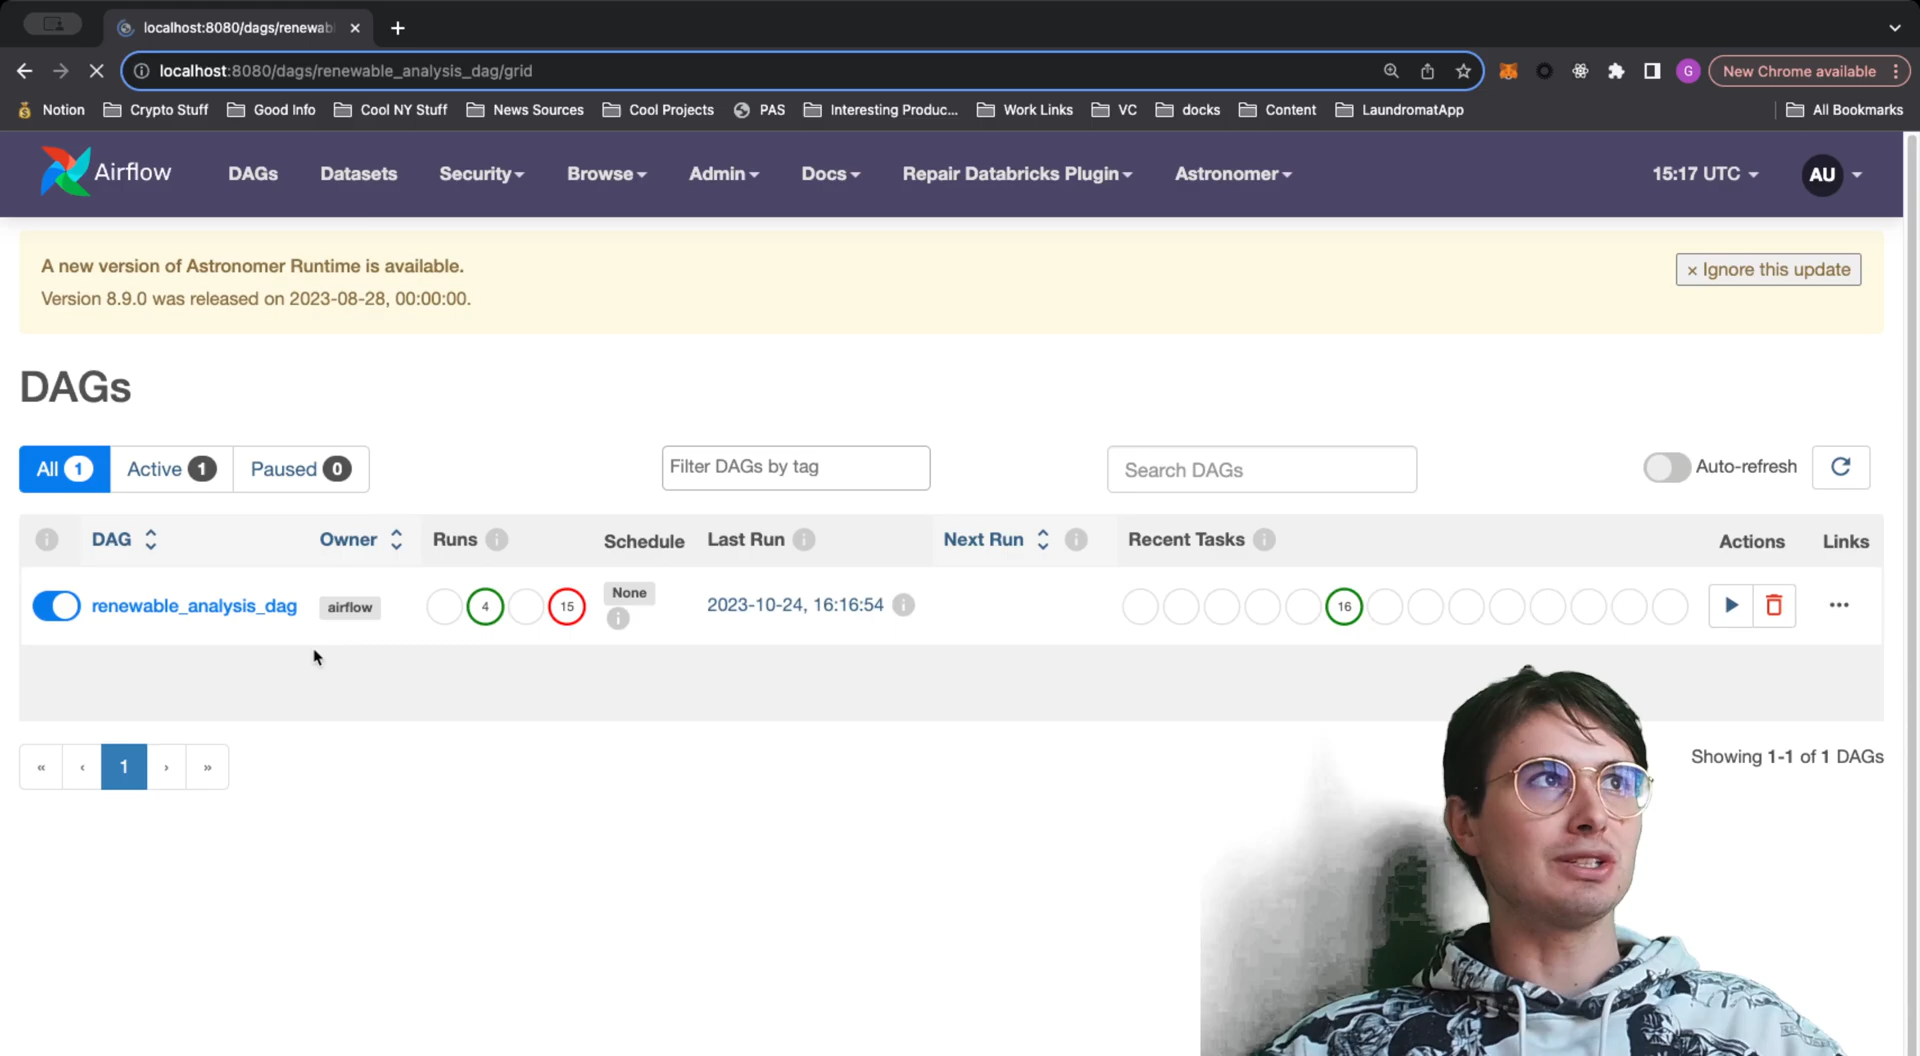 localhost:8080/dags/renewab
localhost:8080/dags/renewable_analysis_dag/grid
G
New Chrome available
Notion
Crypto Stuff
Good Info
Cool NY Stuff
News Sources
Cool Projects
PAS
Interesting Produc...
Work Links
VC
docks
Content
LaundromatApp
All Bookmarks
Airflow
DAGs
Datasets
Security
Browse
Admin
Docs
Repair Databricks Plugin
Astronomer
15:17 UTC
AU
A new version of Astronomer Runtime is available.
Version 8.9.0 was released on 2023-08-28, 00:00:00.
× Ignore this update
DAGs
All 1
Active 1
Paused 0
Filter DAGs by tag
Search DAGs
Auto-refresh
DAG
Owner
Runs
Schedule
Last Run
Next Run
Recent Tasks
Actions
Links
renewable_analysis_dag
airflow
4
15
None
2023-10-24, 16:16:54
16
« ‹ 1 › »
Showing 1-1 of 1 DAGs